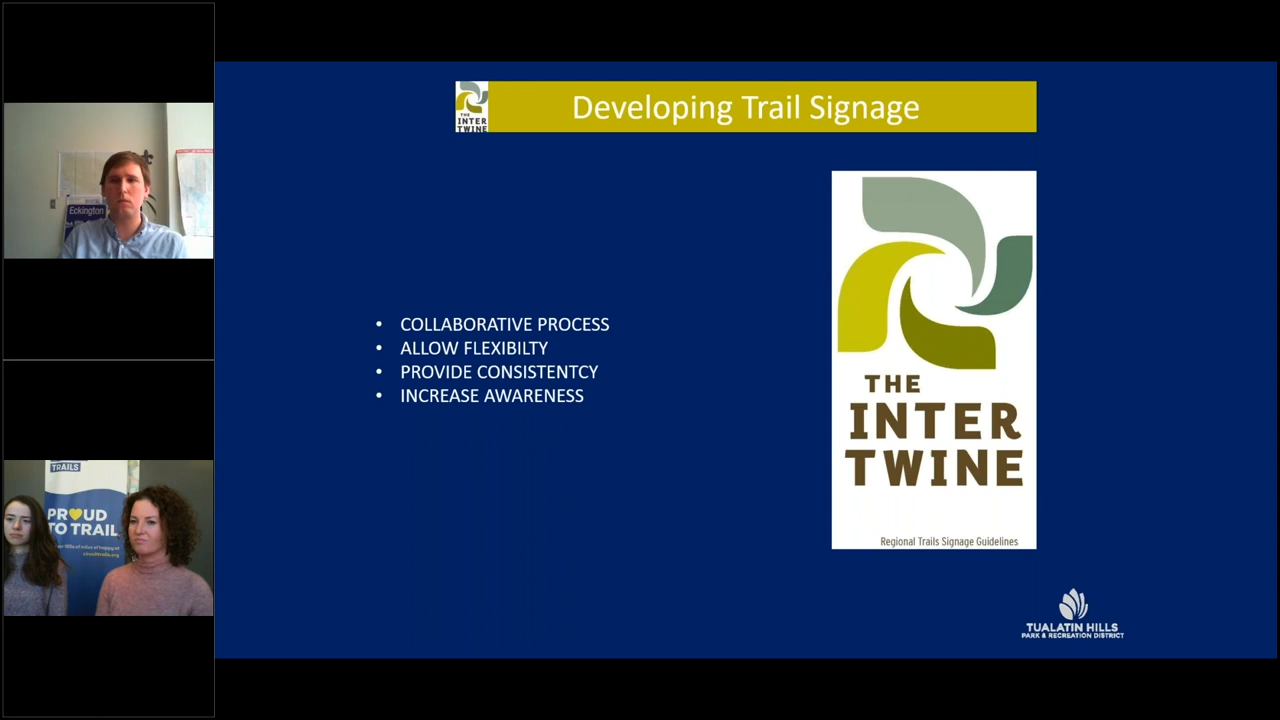 Developing Trail Signage
THE
INTER
TWINE
Eckington
• COLLABORATIVE PROCESS
• ALLOW FLEXIBILTY
• PROVIDE CONSISTENTCY
• INCREASE AWARENESS
THE
INTER
TWINE
Regional Trails Signage Guidelines
TRAILS
PROUD
TO TRAIL
TUALATIN HILLS
PARK & RECREATION DISTRICT